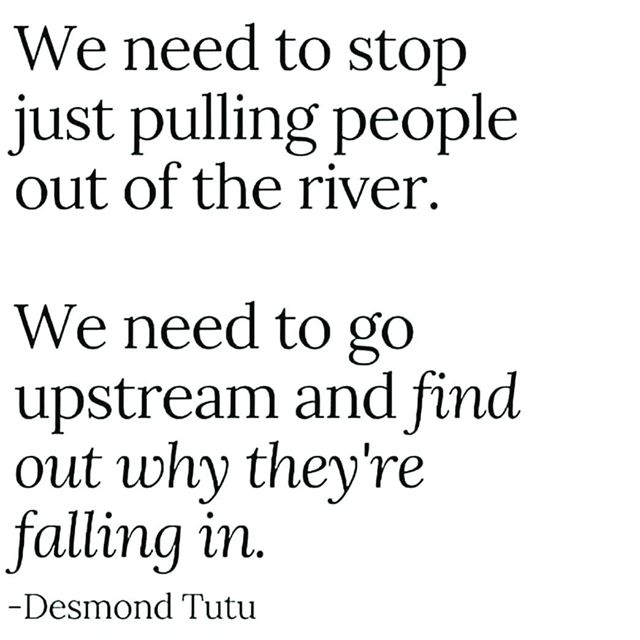 We need to stop
just pulling people
out of the river.
We need to go
upstream and find
out why they're
falling in.
-Desmond Tutu